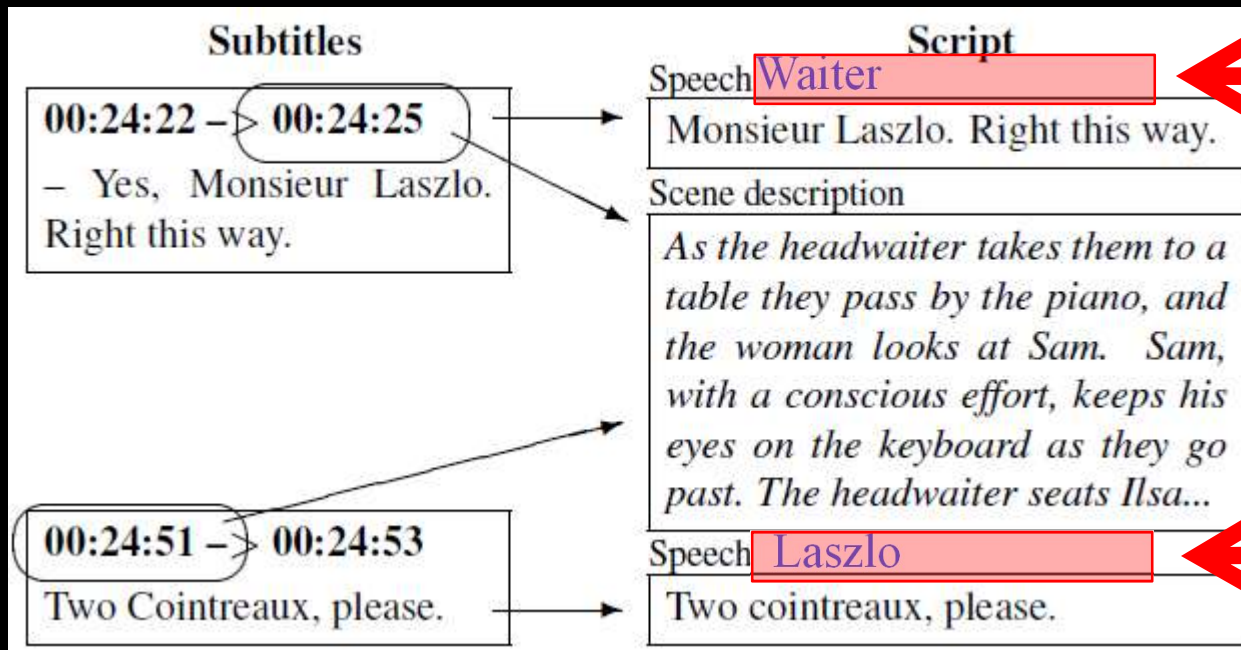 Subtitles
00:24:22 –> 00:24:25
– Yes, Monsieur Laszlo.
Right this way.
00:24:51 –> 00:24:53
Two Cointreaux, please.
Script
Speech Waiter
Monsieur Laszlo. Right this way.
Scene description
As the headwaiter takes them to a
table they pass by the piano, and
the woman looks at Sam. Sam,
with a conscious effort, keeps his
eyes on the keyboard as they go
past. The headwaiter seats Ilsa...
Speech Laszlo
Two cointreaux, please.